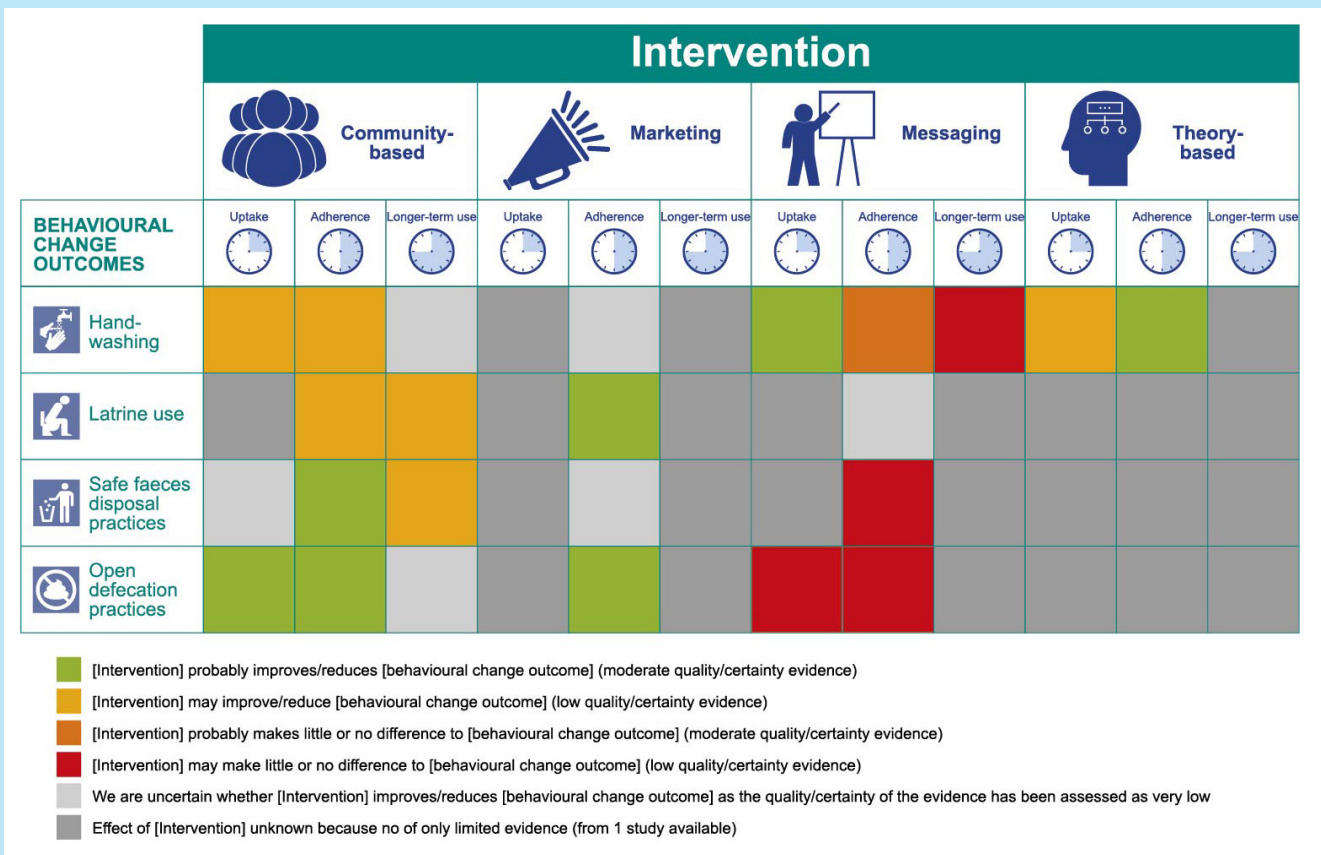 Intervention
Community-
based
Marketing
Messaging
Theory-
based
BEHAVIOURAL
CHANGE
OUTCOMES
Uptake
Adherence
Longer-term use
Uptake
Adherence
Longer-term use
Uptake
Adherence
Longer-term use
Uptake
Adherence
Longer-term use
Hand-
washing
Latrine use
Safe faeces
disposal
practices
Open
defecation
practices
[Intervention] probably improves/reduces [behavioural change outcome] (moderate quality/certainty evidence)
[Intervention] may improve/reduce [behavioural change outcome] (low quality/certainty evidence)
[Intervention] probably makes little or no difference to [behavioural change outcome] (moderate quality/certainty evidence)
[Intervention] may make little or no difference to [behavioural change outcome] (low quality/certainty evidence)
We are uncertain whether [Intervention] improves/reduces [behavioural change outcome] as the quality/certainty of the evidence has been assessed as very low
Effect of [Intervention] unknown because no of only limited evidence (from 1 study available)